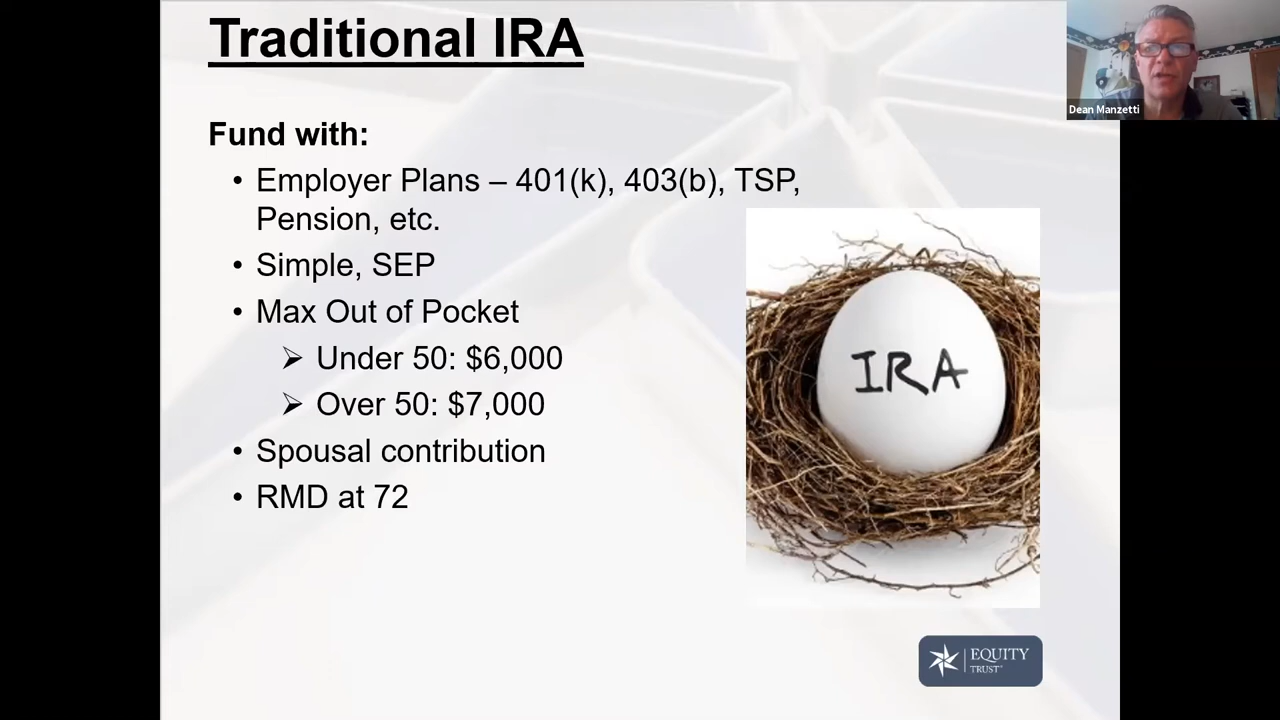 Traditional IRA
Dean Manzetti
Fund with:
• Employer Plans – 401(k), 403(b), TSP,
Pension, etc.
• Simple, SEP
• Max Out of Pocket
➢ Under 50: $6,000
➢ Over 50: $7,000
• Spousal contribution
• RMD at 72
IRA
EQUITY
TRUST